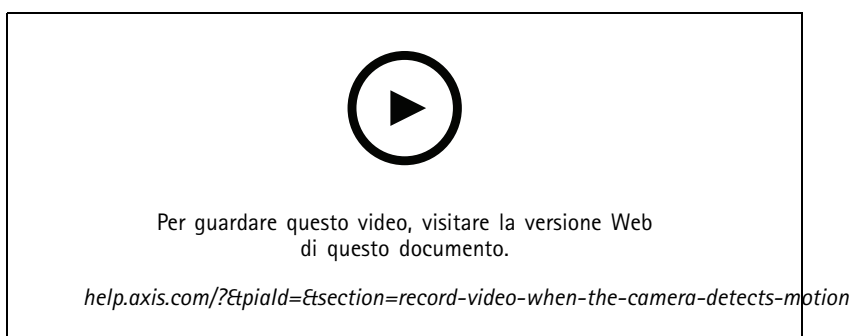 Per guardare questo video, visitare la versione Web
di questo documento.
help.axis.com/?&piaId=&section=record-video-when-the-camera-detects-motion